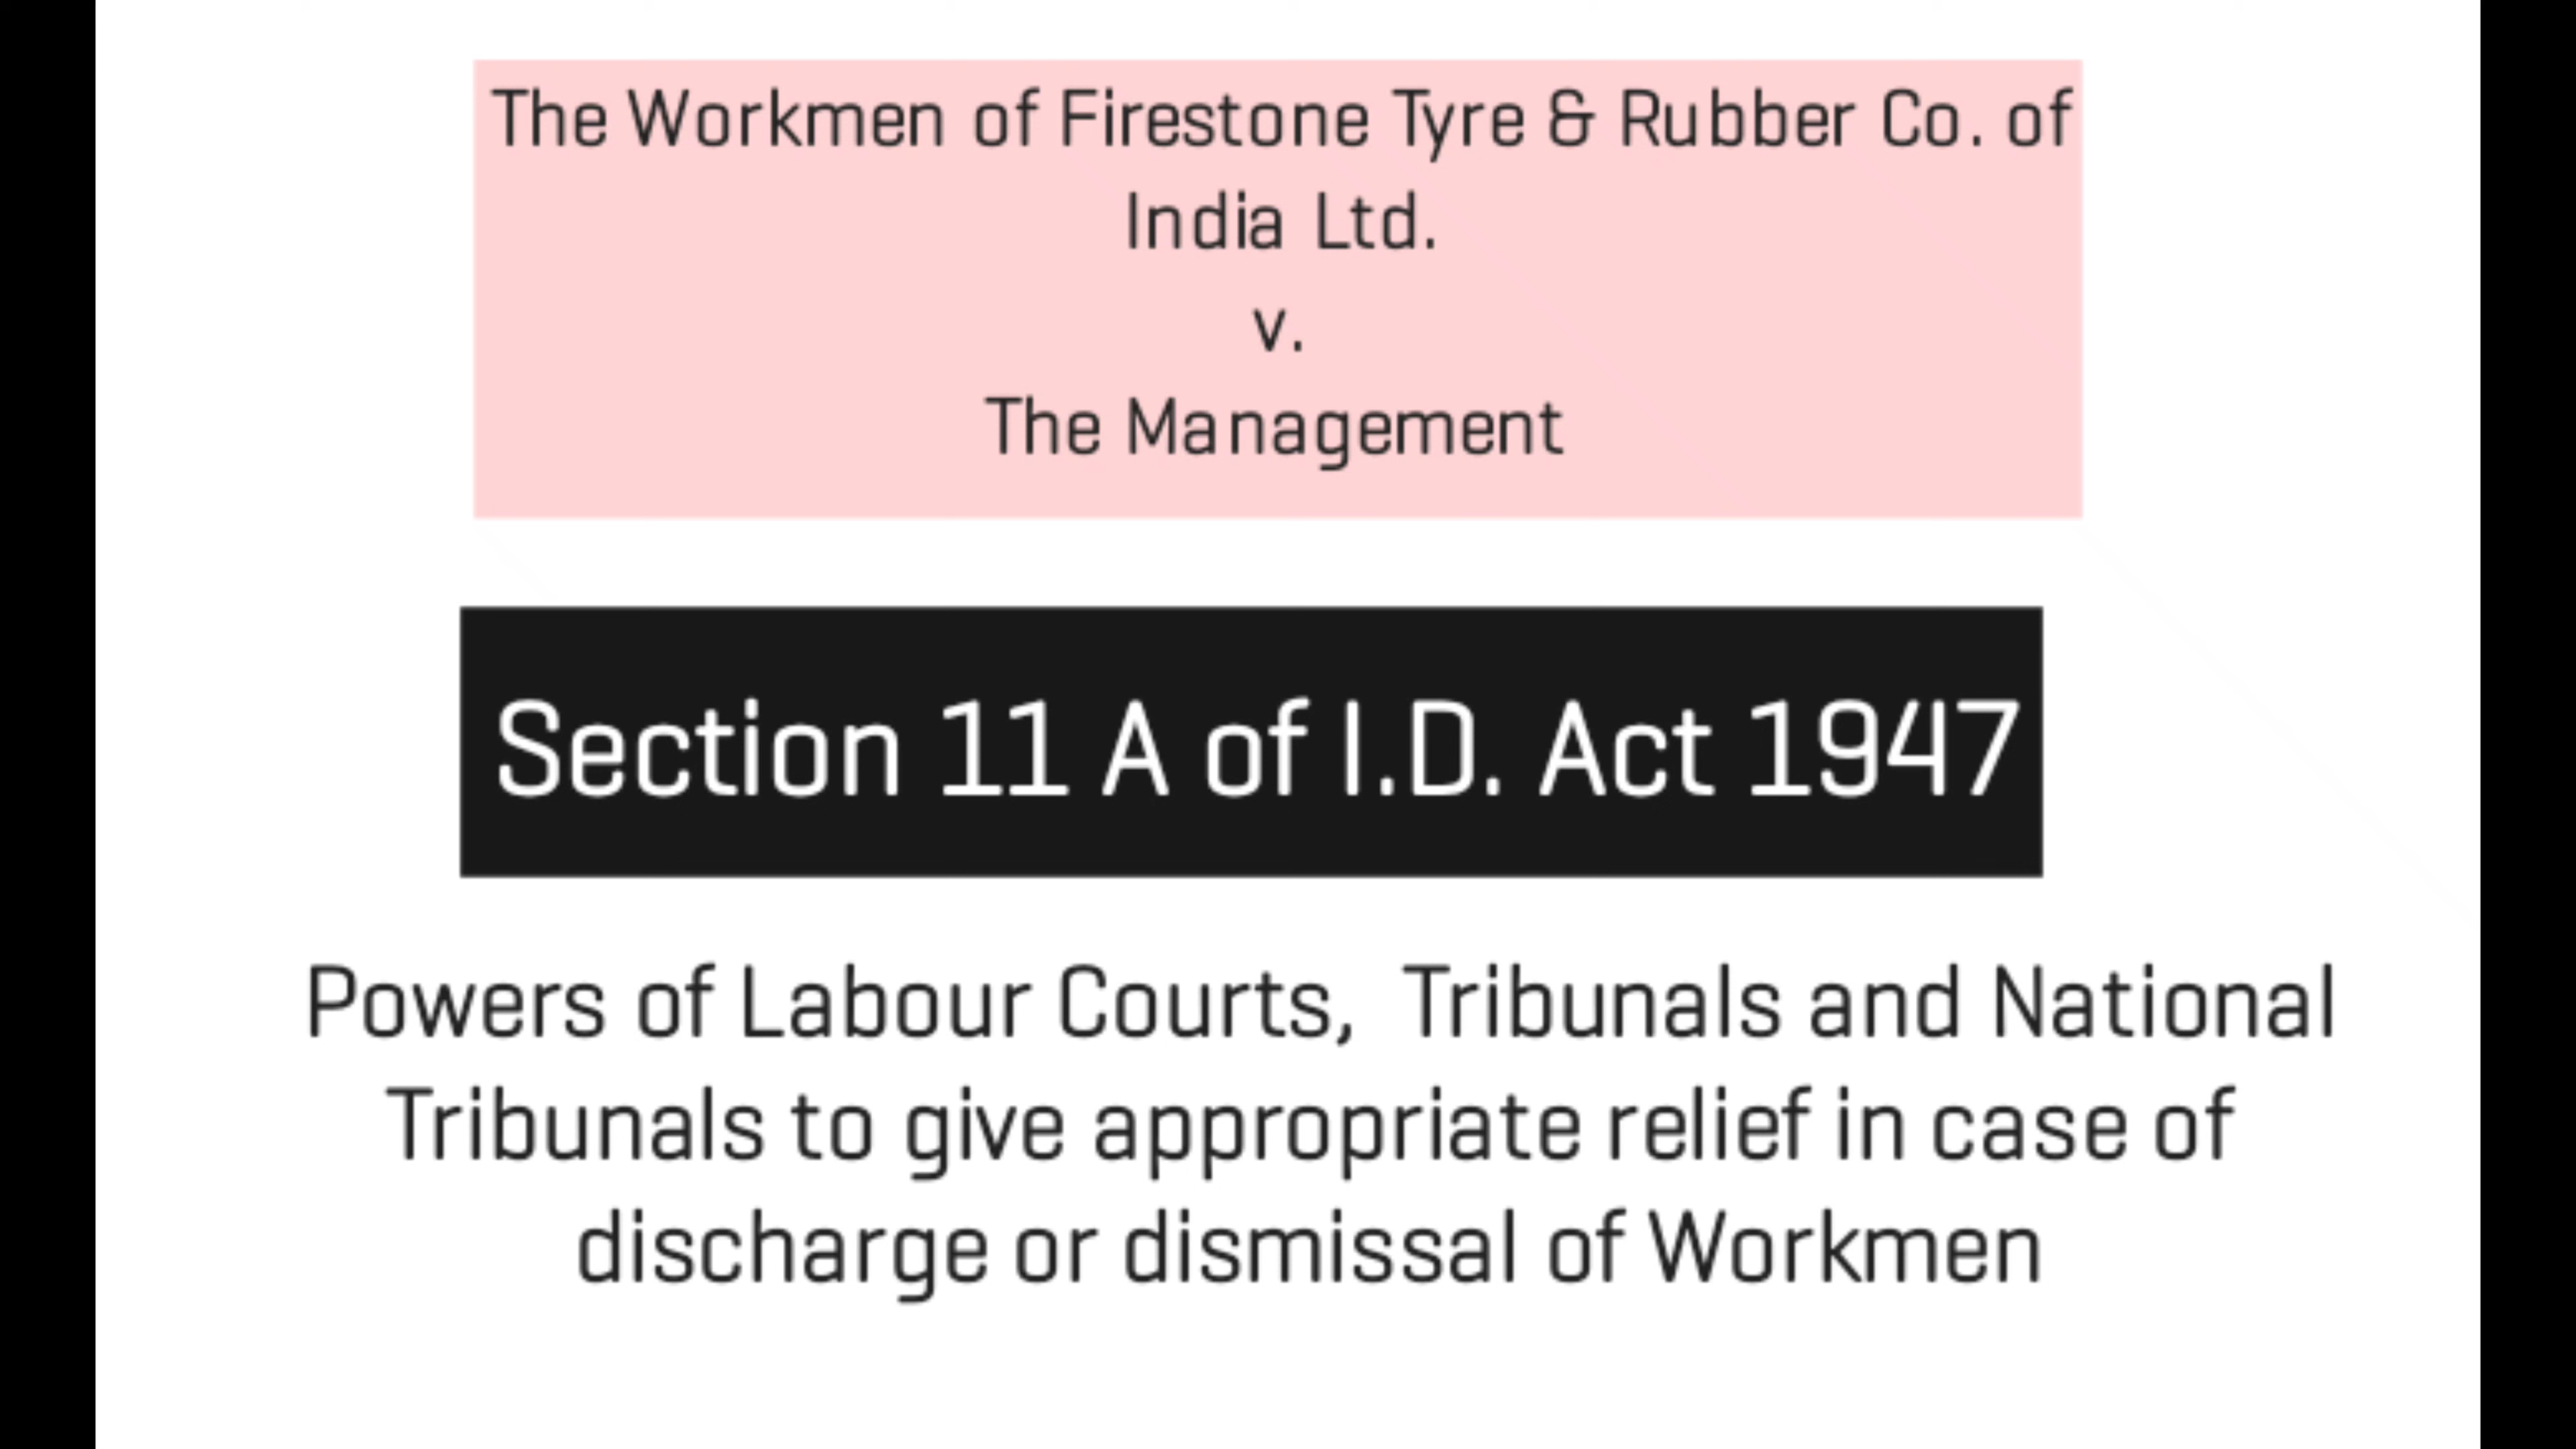 The Workmen of Firestone Tyre & Rubber Co. of
India Ltd.
v.
The Management
Section 11 A of I.D. Act 1947
Powers of Labour Courts, Tribunals and National
Tribunals to give appropriate relief in case of
discharge or dismissal of Workmen